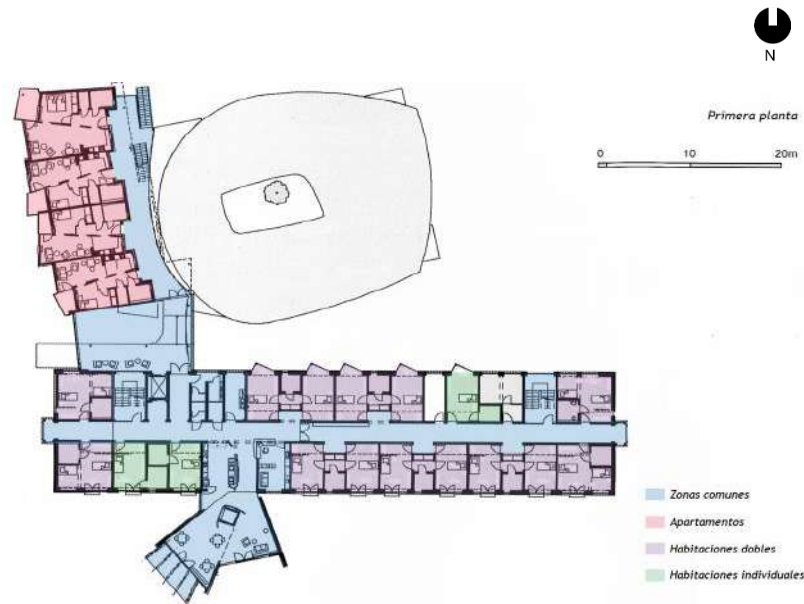 N
Primera planta
0 10 20m
Zonas comunes
Apartamentos
Habitaciones dobles
Habitaciones individuales